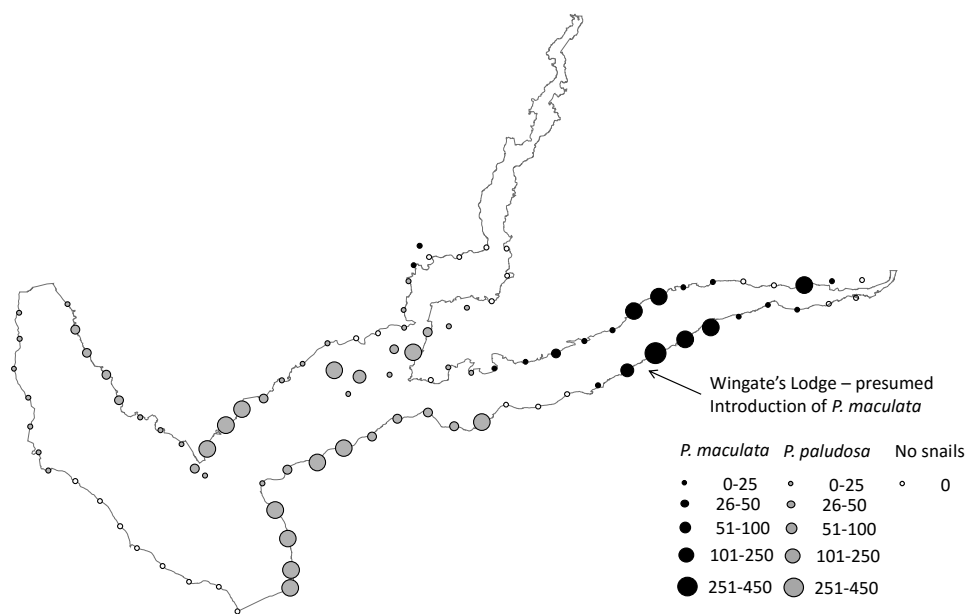 Wingate's Lodge – presumed
Introduction of P. maculata
P. maculata P. paludosa No snails
0-25 0-25 0
26-50 26-50
51-100 51-100
101-250 101-250
251-450 251-450